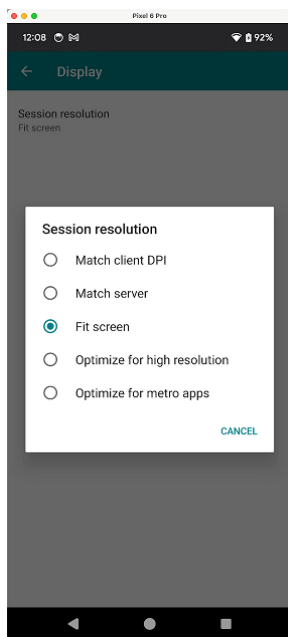 Pixel 6 Pro
12:08 92%
Display
Session resolution
Fit screen
Session resolution
Match client DPI
Match server
Fit screen
Optimize for high resolution
Optimize for metro apps
CANCEL